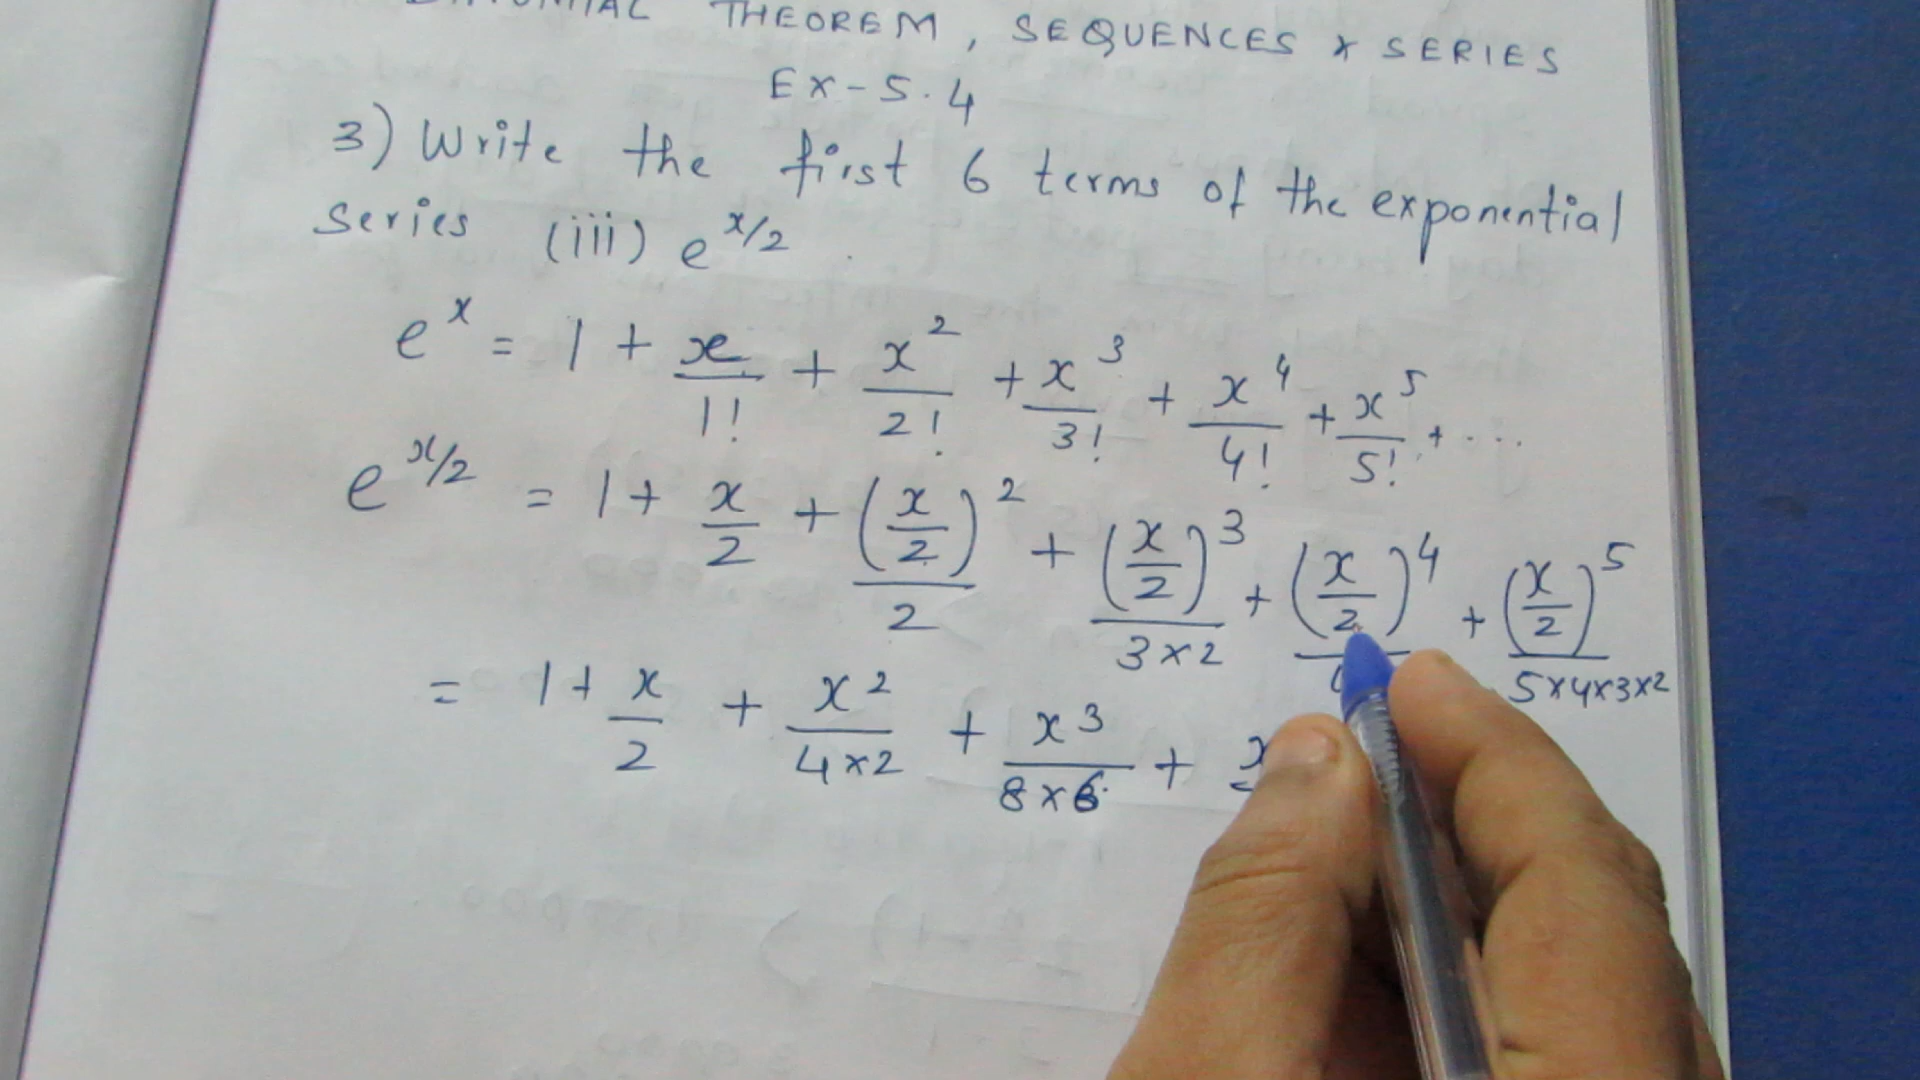 THEOREM, SEQUENCES & SERIES
EX-5.4
3) Write the first 6 terms of the exponential
series (iii) e^x/2.
e^x = 1 + x/1! + x^2/2! + x^3/3! + x^4/4! + x^5/5! + ...
e^x/2 = 1 + x/2 + (x/2)^2/2 + (x/2)^3/3×2 + (x/2)^4 + (x/2)^5/5×4×3×2
= 1 + x/2 + x^2/4×2 + x^3/8×6 + x